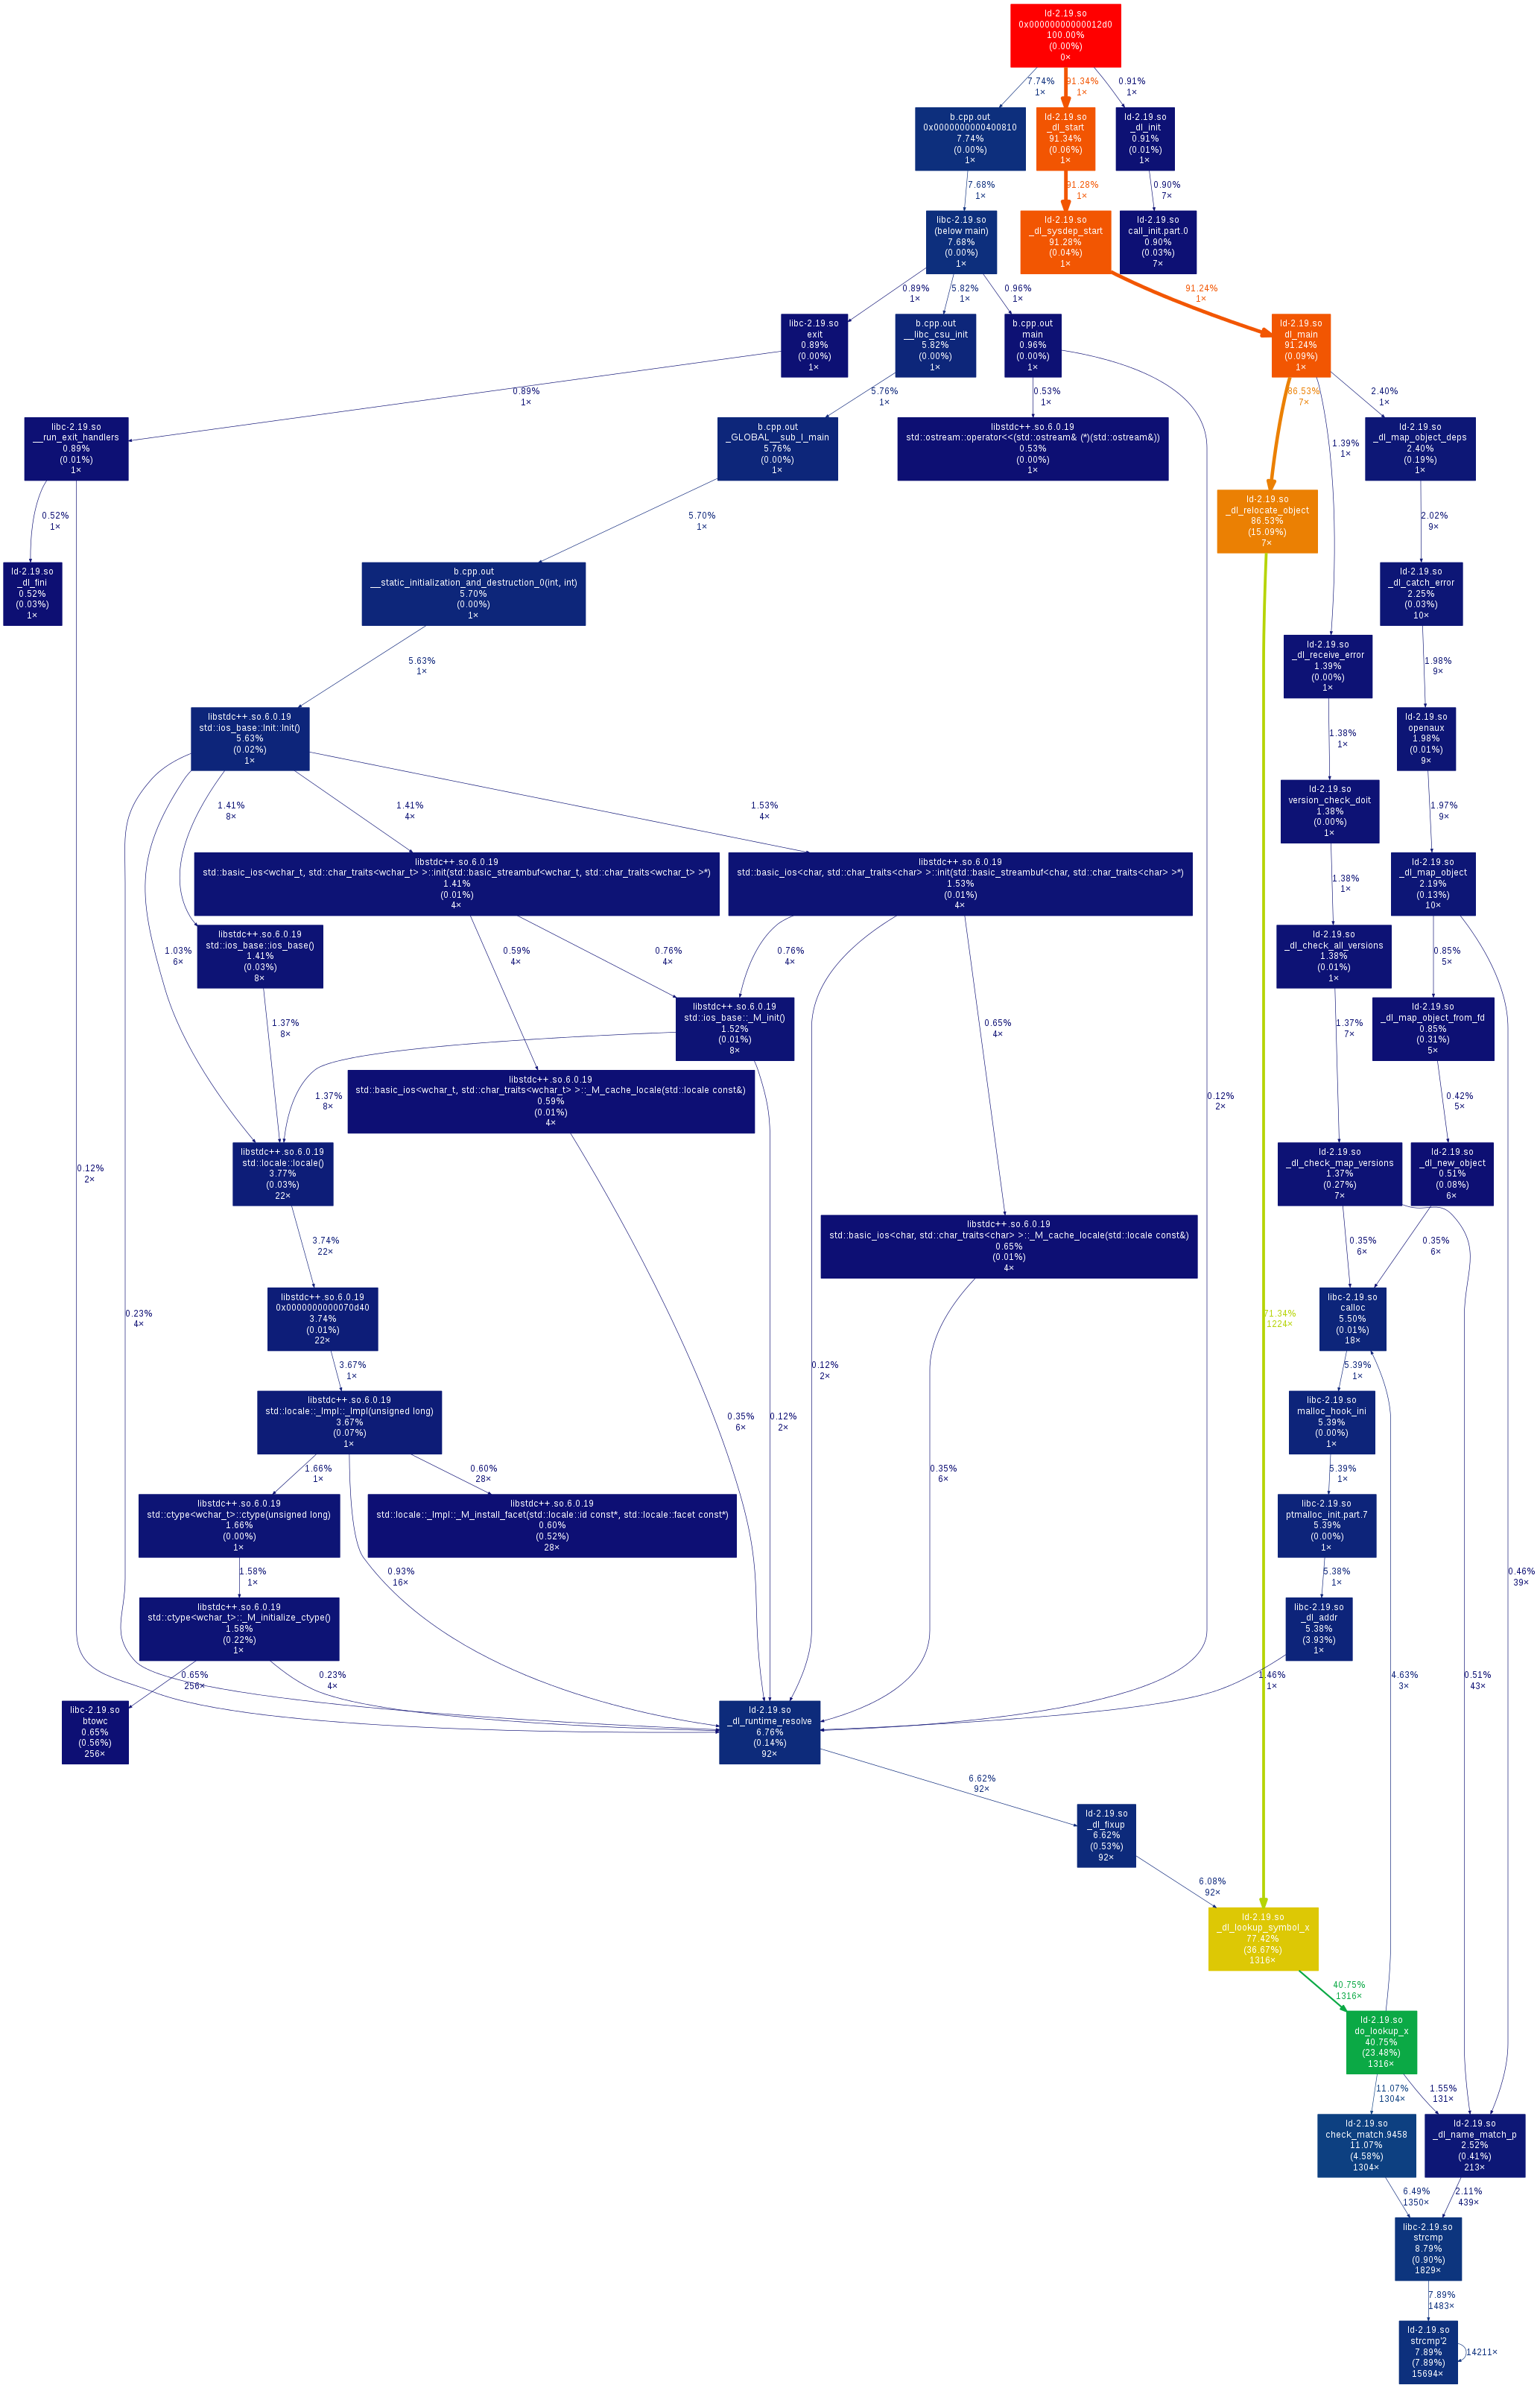 ld-2.19.so
0x00000000000012d0
100.00%
(0.00%)
0×
7.74%
1×
91.34%
1×
0.91%
1×
b.cpp.out
0x0000000000400810
7.74%
(0.00%)
1×
ld-2.19.so
_dl_start
91.34%
(0.06%)
1×
ld-2.19.so
_dl_init
0.91%
(0.01%)
1×
7.68%
1×
91.28%
1×
0.90%
7×
libc-2.19.so
(below main)
7.68%
(0.00%)
1×
ld-2.19.so
_dl_sysdep_start
91.28%
(0.04%)
1×
ld-2.19.so
call_init.part.0
0.90%
(0.03%)
7×
0.89%
1×
5.82%
1×
0.96%
1×
91.24%
1×
libc-2.19.so
exit
0.89%
(0.00%)
1×
b.cpp.out
__libc_csu_init
5.82%
(0.00%)
1×
b.cpp.out
main
0.96%
(0.00%)
1×
ld-2.19.so
dl_main
91.24%
(0.09%)
1×
0.89%
1×
5.76%
1×
0.53%
1×
86.53%
7×
2.40%
1×
libc-2.19.so
__run_exit_handlers
0.89%
(0.01%)
1×
b.cpp.out
_GLOBAL__sub_I_main
5.76%
(0.00%)
1×
libstdc++.so.6.0.19
std::ostream::operator<<(std::ostream& (*)(std::ostream&))
0.53%
(0.00%)
1×
1.39%
1×
ld-2.19.so
_dl_map_object_deps
2.40%
(0.19%)
1×
0.52%
1×
5.70%
1×
ld-2.19.so
_dl_relocate_object
86.53%
(15.09%)
7×
2.02%
9×
ld-2.19.so
_dl_fini
0.52%
(0.03%)
1×
b.cpp.out
__static_initialization_and_destruction_0(int, int)
5.70%
(0.00%)
1×
ld-2.19.so
_dl_catch_error
2.25%
(0.03%)
10×
5.63%
1×
ld-2.19.so
_dl_receive_error
1.39%
(0.00%)
1×
1.98%
9×
libstdc++.so.6.0.19
std::ios_base::Init::Init()
5.63%
(0.02%)
1×
1.38%
1×
ld-2.19.so
openaux
1.98%
(0.01%)
9×
1.41%
8×
1.41%
4×
1.53%
4×
ld-2.19.so
version_check_doit
1.38%
(0.00%)
1×
1.97%
9×
libstdc++.so.6.0.19
std::basic_ios<wchar_t, std::char_traits<wchar_t> >::init(std::basic_streambuf<wchar_t, std::char_traits<wchar_t> >*)
1.41%
(0.01%)
4×
libstdc++.so.6.0.19
std::basic_ios<char, std::char_traits<char> >::init(std::basic_streambuf<char, std::char_traits<char> >*)
1.53%
(0.01%)
4×
1.38%
1×
ld-2.19.so
_dl_map_object
2.19%
(0.13%)
10×
1.03%
6×
libstdc++.so.6.0.19
std::ios_base::ios_base()
1.41%
(0.03%)
8×
0.59%
4×
0.76%
4×
0.76%
4×
ld-2.19.so
_dl_check_all_versions
1.38%
(0.01%)
1×
0.85%
5×
1.37%
8×
libstdc++.so.6.0.19
std::ios_base::_M_init()
1.52%
(0.01%)
8×
0.65%
4×
1.37%
7×
ld-2.19.so
_dl_map_object_from_fd
0.85%
(0.31%)
5×
1.37%
8×
libstdc++.so.6.0.19
std::basic_ios<wchar_t, std::char_traits<wchar_t> >::_M_cache_locale(std::locale const&)
0.59%
(0.01%)
4×
0.12%
2×
0.42%
5×
0.12%
2×
libstdc++.so.6.0.19
std::locale::locale()
3.77%
(0.03%)
22×
ld-2.19.so
_dl_check_map_versions
1.37%
(0.27%)
7×
ld-2.19.so
_dl_new_object
0.51%
(0.08%)
6×
3.74%
22×
libstdc++.so.6.0.19
std::basic_ios<char, std::char_traits<char> >::_M_cache_locale(std::locale const&)
0.65%
(0.01%)
4×
0.35%
6×
0.35%
6×
0.23%
4×
libstdc++.so.6.0.19
0x0000000000070d40
3.74%
(0.01%)
22×
71.34%
1224×
libc-2.19.so
calloc
5.50%
(0.01%)
18×
3.67%
1×
0.12%
2×
5.39%
1×
libstdc++.so.6.0.19
std::locale::_Impl::_Impl(unsigned long)
3.67%
(0.07%)
1×
0.35%
6×
0.12%
2×
libc-2.19.so
malloc_hook_ini
5.39%
(0.00%)
1×
1.66%
1×
0.60%
28×
0.35%
6×
5.39%
1×
libstdc++.so.6.0.19
std::ctype<wchar_t>::ctype(unsigned long)
1.66%
(0.00%)
1×
libstdc++.so.6.0.19
std::locale::_Impl::_M_install_facet(std::locale::id const*, std::locale::facet const*)
0.60%
(0.52%)
28×
libc-2.19.so
ptmalloc_init.part.7
5.39%
(0.00%)
1×
1.58%
1×
0.93%
16×
5.38%
1×
0.46%
39×
libstdc++.so.6.0.19
std::ctype<wchar_t>::_M_initialize_ctype()
1.58%
(0.22%)
1×
libc-2.19.so
_dl_addr
5.38%
(3.93%)
1×
0.65%
256×
0.23%
4×
1.46%
1×
4.63%
3×
0.51%
43×
libc-2.19.so
btowc
0.65%
(0.56%)
256×
ld-2.19.so
_dl_runtime_resolve
6.76%
(0.14%)
92×
6.62%
92×
ld-2.19.so
_dl_fixup
6.62%
(0.53%)
92×
6.08%
92×
ld-2.19.so
_dl_lookup_symbol_x
77.42%
(36.67%)
1316×
40.75%
1316×
ld-2.19.so
do_lookup_x
40.75%
(23.48%)
1316×
11.07%
1304×
1.55%
131×
ld-2.19.so
check_match.9458
11.07%
(4.58%)
1304×
ld-2.19.so
_dl_name_match_p
2.52%
(0.41%)
213×
6.49%
1350×
2.11%
439×
libc-2.19.so
strcmp
8.79%
(0.90%)
1829×
7.89%
1483×
ld-2.19.so
strcmp'2
7.89%
(7.89%)
15694×
14211×